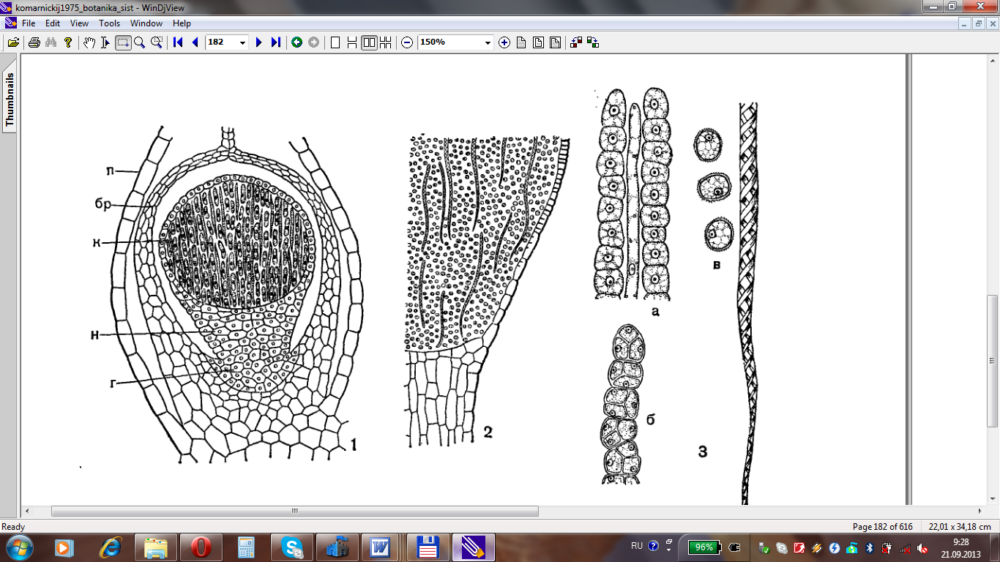 komarnickij1975_botanika_sist - WinDjView
File Edit View Tools Window Help
182
150%
Thumbnails
п
бр
к
н
г
1
2
а
б
в
3
Ready
Page 182 of 616
22,01 x 34,18 cm
RU
96%
9:28
21.09.2013